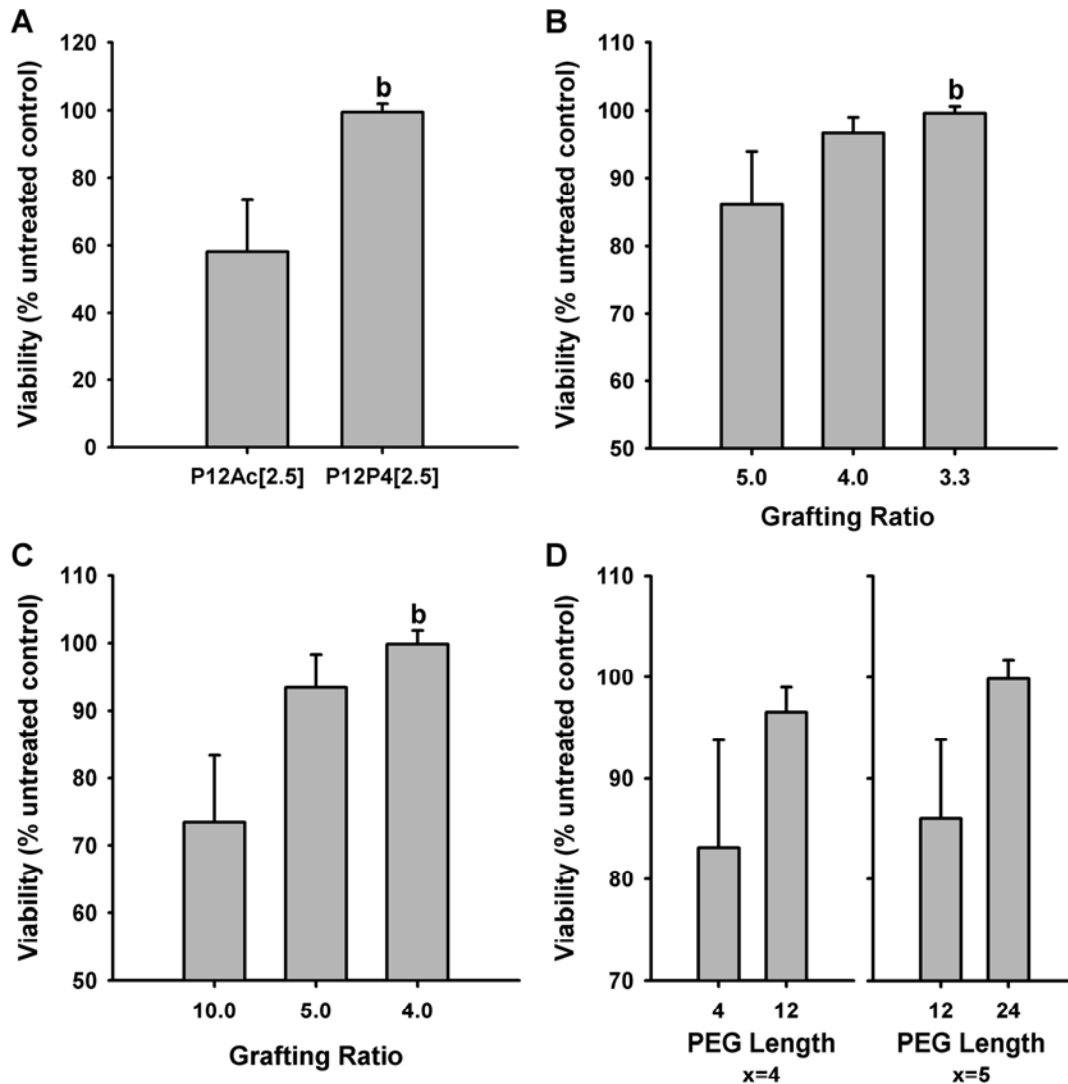 A
Viability (% untreated control)
120
100
80
60
40
20
0
b
P12Ac[2.5] P12P4[2.5]
B
Viability (% untreated control)
110
100
90
80
70
60
50
b
5.0 4.0 3.3
Grafting Ratio
C
Viability (% untreated control)
110
100
90
80
70
60
50
b
10.0 5.0 4.0
Grafting Ratio
D
Viability (% untreated control)
110
100
90
80
70
4 12 12 24
PEG Length PEG Length
x=4 x=5